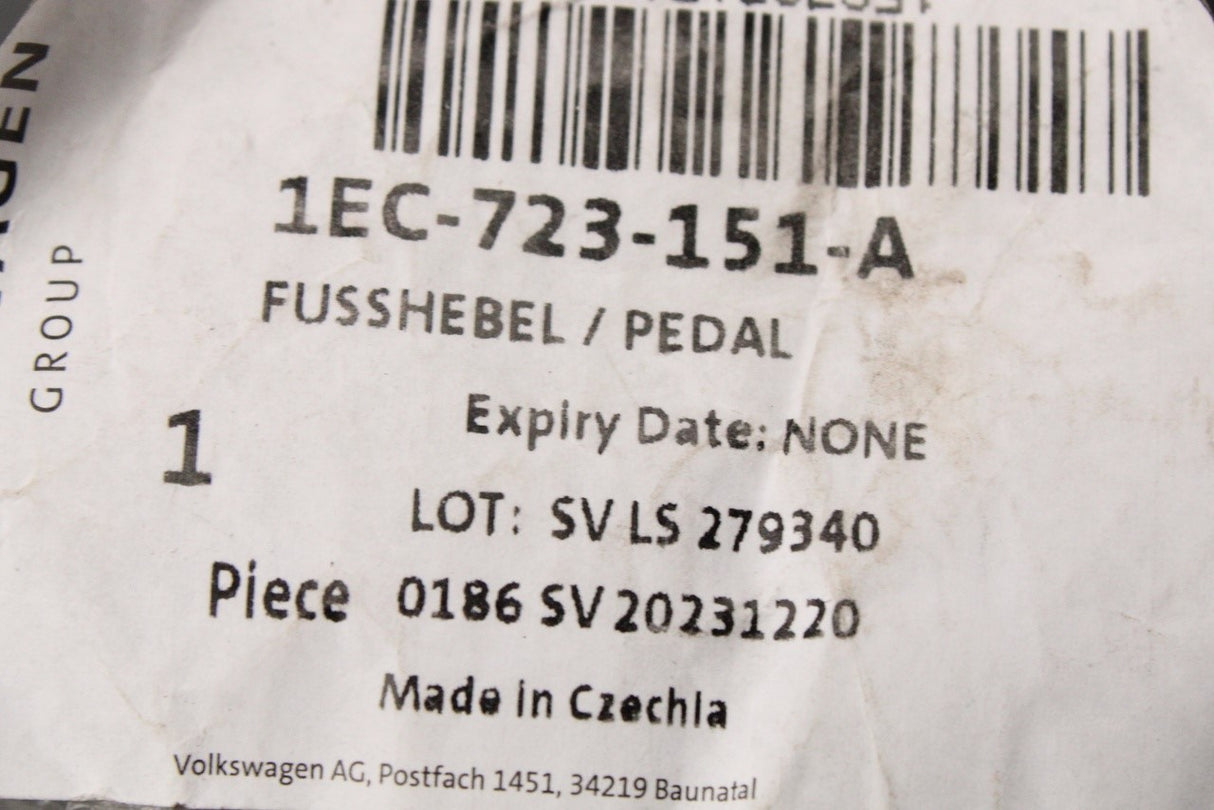 1EC-723-151-A
FUSSHEBEL / PEDAL
Expiry Date: NONE
1
LOT: SV LS 279340
Piece 0186 SV 20231220
Made in Czechia
Volkswagen AG, Postfach 1451, 34219 Baunatal
GROUP